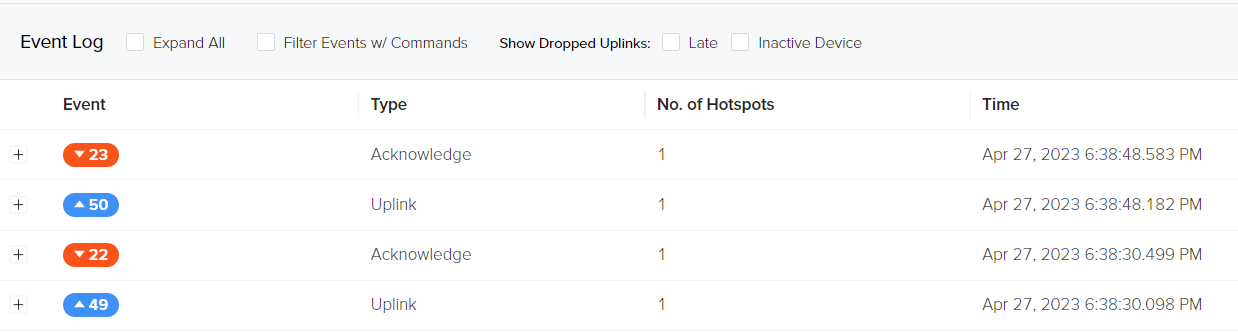 Event Log Expand All Filter Events w/ Commands Show Dropped Uplinks: Late Inactive Device
Event Type No. of Hotspots Time
+ ▼ 23 Acknowledge 1 Apr 27, 2023 6:38:48.583 PM
+ ▲ 50 Uplink 1 Apr 27, 2023 6:38:48.182 PM
+ ▼ 22 Acknowledge 1 Apr 27, 2023 6:38:30.499 PM
+ ▲ 49 Uplink 1 Apr 27, 2023 6:38:30.098 PM